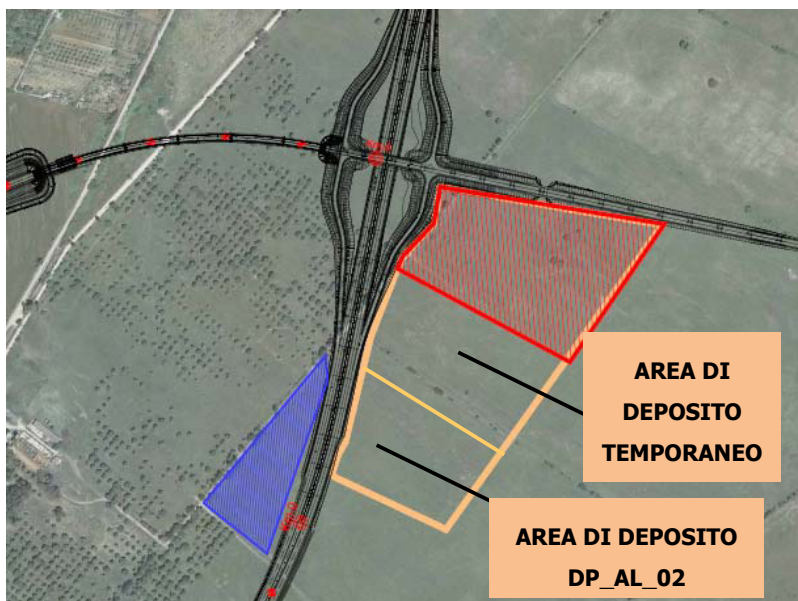 AREA DI
DEPOSITO
TEMPORANEO
AREA DI DEPOSITO
DP_AL_02